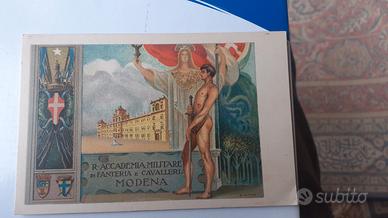 R. ACCADEMIA MILITARE
DI FANTERIA E CAVALLERIA
MODENA
subito